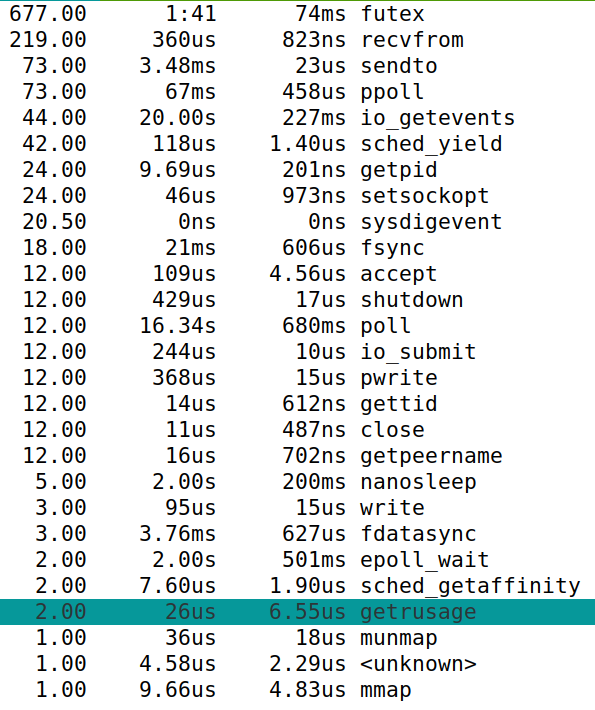 677.00 1:41 74ms futex
219.00 360us 823ns recvfrom
73.00 3.48ms 23us sendto
73.00 67ms 458us ppoll
44.00 20.00s 227ms io_getevents
42.00 118us 1.40us sched_yield
24.00 9.69us 201ns getpid
24.00 46us 973ns setsockopt
20.50 0ns 0ns sysdigevent
18.00 21ms 606us fsync
12.00 109us 4.56us accept
12.00 429us 17us shutdown
12.00 16.34s 680ms poll
12.00 244us 10us io_submit
12.00 368us 15us pwrite
12.00 14us 612ns gettid
12.00 11us 487ns close
12.00 16us 702ns getpeername
5.00 2.00s 200ms nanosleep
3.00 95us 15us write
3.00 3.76ms 627us fdatasync
2.00 2.00s 501ms epoll_wait
2.00 7.60us 1.90us sched_getaffinity
2.00 26us 6.55us getrusage
1.00 36us 18us munmap
1.00 4.58us 2.29us <unknown>
1.00 9.66us 4.83us mmap